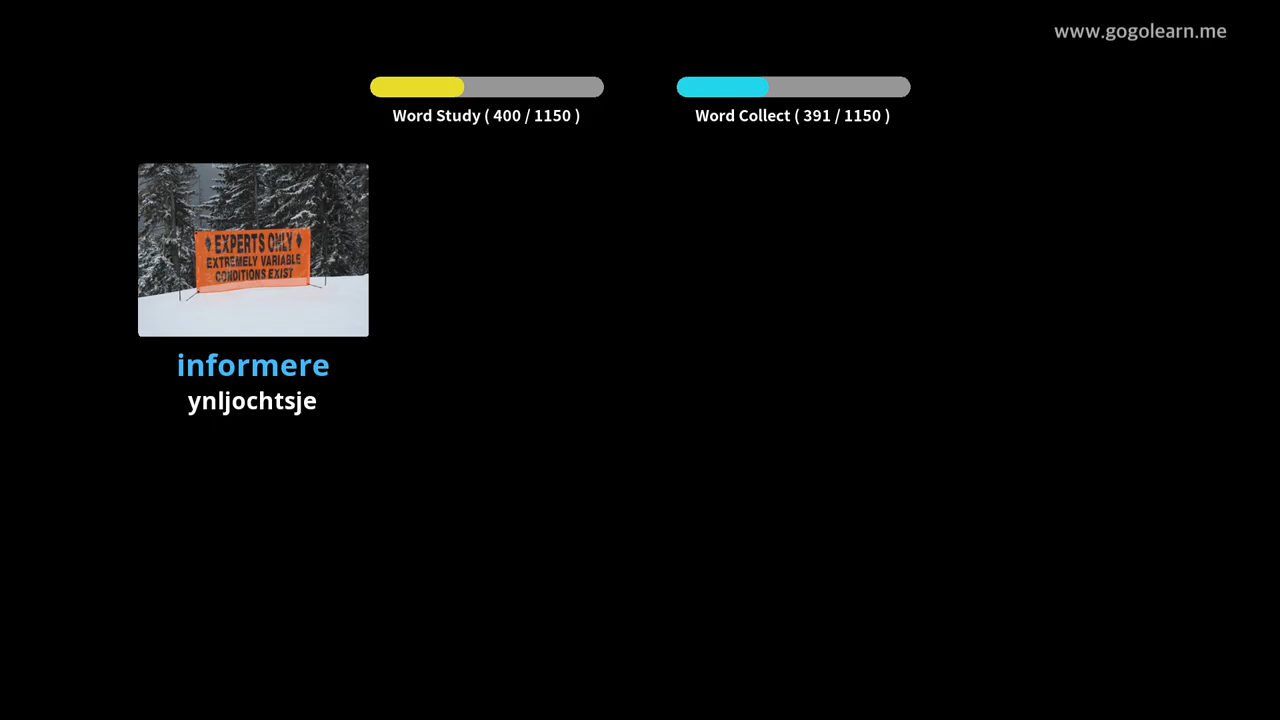 www.gogolearn.me
Word Study ( 400 / 1150 )
Word Collect ( 391 / 1150 )
EXPERTS ONLY
EXTREMELY VARIABLE
CONDITIONS EXIST
informere
ynljochtsje